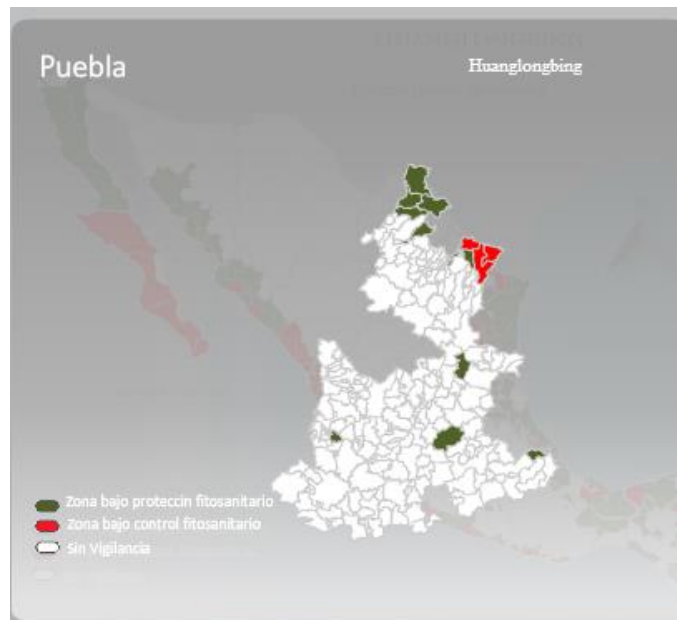 Puebla
Huanglongbing
Zona bajo proteccin fitosanitario
Zona bajo control fitosanitario
Sin Vigilancia